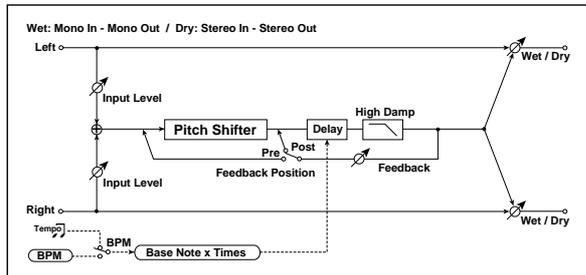 Wet: Mono In - Mono Out / Dry: Stereo In - Stereo Out
Left
Wet / Dry
Input Level
High Damp
Pitch Shifter
Delay
Post
Pre
Feedback Position
Feedback
Input Level
Right
Wet / Dry
Tempo
BPM
BPM
Base Note x Times